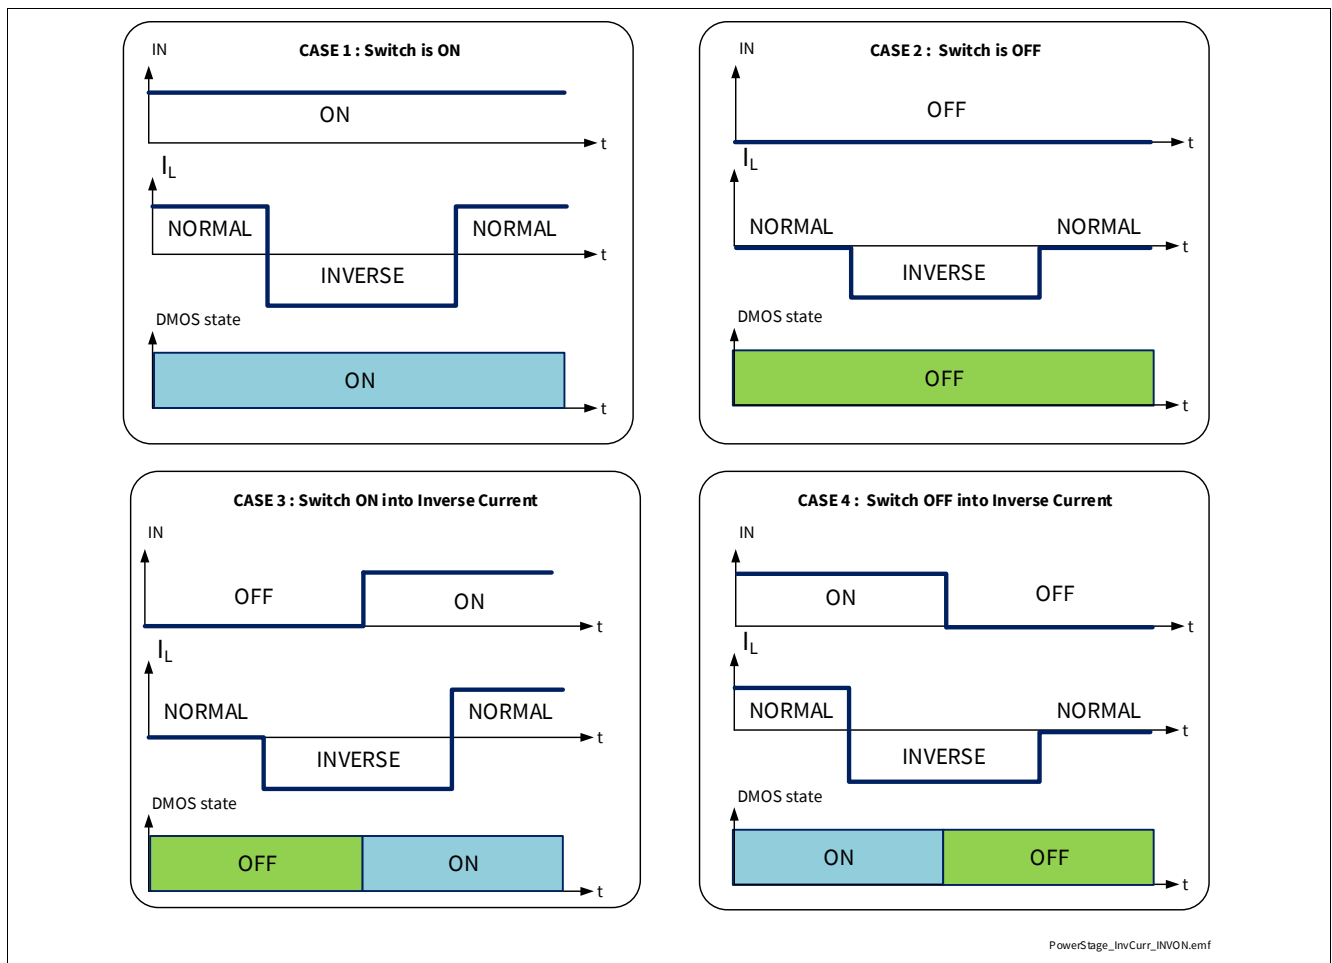 CASE 1 : Switch is ON
IN
ON
t
IL
NORMAL
NORMAL
INVERSE
t
DMOS state
ON
t
CASE 2 : Switch is OFF
IN
OFF
t
IL
NORMAL
NORMAL
INVERSE
t
DMOS state
OFF
t
CASE 3 : Switch ON into Inverse Current
IN
OFF
ON
t
IL
NORMAL
NORMAL
INVERSE
t
DMOS state
OFF
ON
t
CASE 4 : Switch OFF into Inverse Current
IN
ON
OFF
t
IL
NORMAL
NORMAL
INVERSE
t
DMOS state
ON
OFF
t
PowerStage_InvCurr_INVON.emf